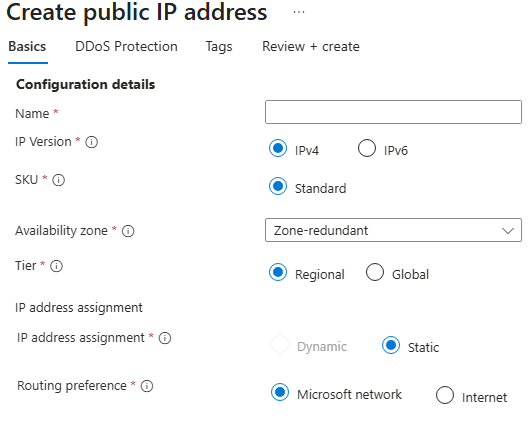 Create public IP address ...
Basics DDoS Protection Tags Review + create
Configuration details
Name *
IP Version * IPv4 IPv6
SKU * Standard
Availability zone * Zone-redundant
Tier * Regional Global
IP address assignment
IP address assignment * Dynamic Static
Routing preference * Microsoft network Internet